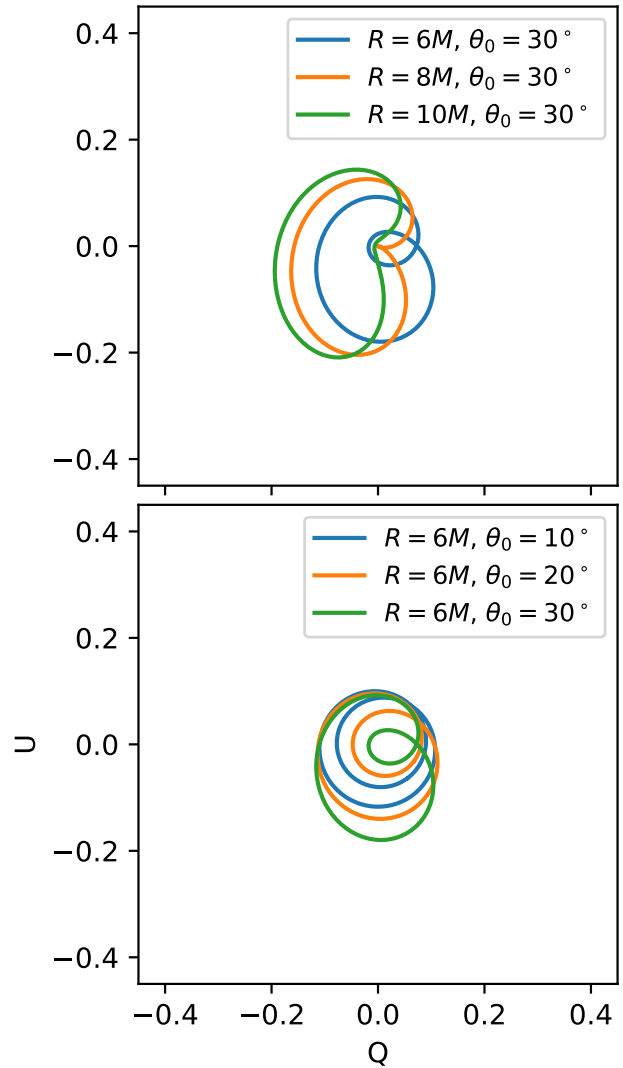 0.4
0.2
0.0
−0.2
−0.4
R = 6M, θ₀ = 30°
R = 8M, θ₀ = 30°
R = 10M, θ₀ = 30°
0.4
0.2
0.0
−0.2
−0.4
U
R = 6M, θ₀ = 10°
R = 6M, θ₀ = 20°
R = 6M, θ₀ = 30°
−0.4 −0.2 0.0 0.2 0.4
Q